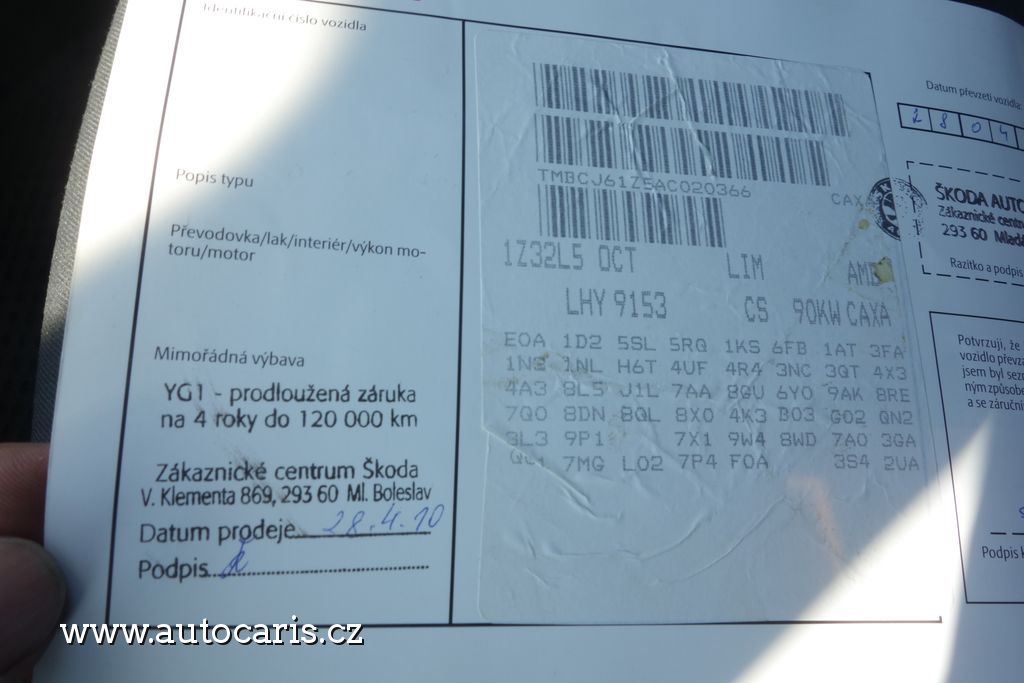 Identifikační číslo vozidla
Popis typu
Převodovka/lak/interiér/výkon mo-
toru/motor
Mimořádná výbava
YG1 - prodloužená záruka
na 4 roky do 120 000 km
Zákaznické centrum Škoda
V. Klementa 869, 293 60 Ml. Boleslav
Datum prodeje 28.4.10
Podpis
TMBCJ61Z5AC020366
CAXA
1Z32L5 OCT LIM AMB
LHY 9153 CS 90KW CAXA
E0A 1D2 5SL 5RQ 1KS 6FB 1AT 3FA
1NL H6T 4UF 4R4 3NC 3QT 4X3
4A3 8L5 J1L 7AA 8GU 6Y0 9AK 8RE
7Q0 8DN 8QL 8X0 4K3 B03 G02 QN2
3L3 9P1 7X1 9W4 8WD 7A0 3GA
7MG L02 7P4 F0A 3S4 2UA
Datum převzetí vozidla
2 8 0 4
ŠKODA AUTO
Zákaznické centr
293 60 Mlad
Razítko a podpis
Potvrzuji, že
vozidlo převza
jsem byl sezn
ným způsobe
a se záručn
Podpis k
www.autocaris.cz